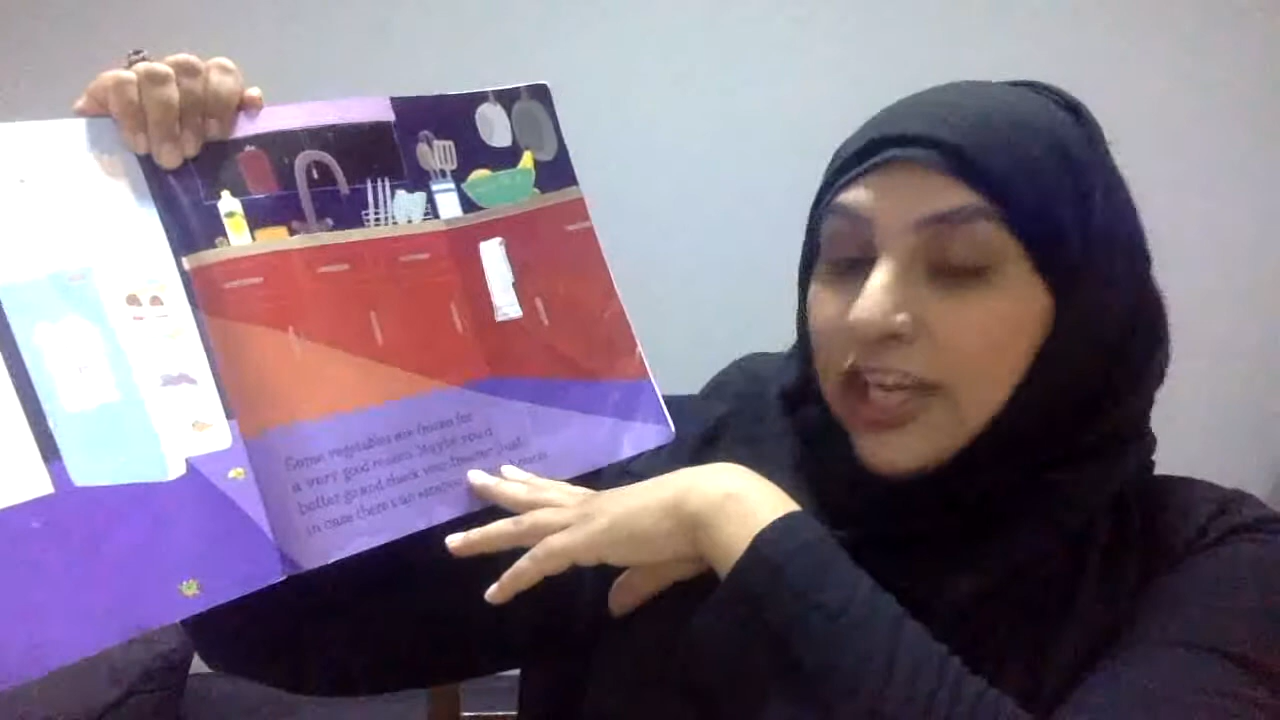 Some vegetables are frozen for
a very good reason. Maybe you'd
better go and check your freezer just
in case there's an